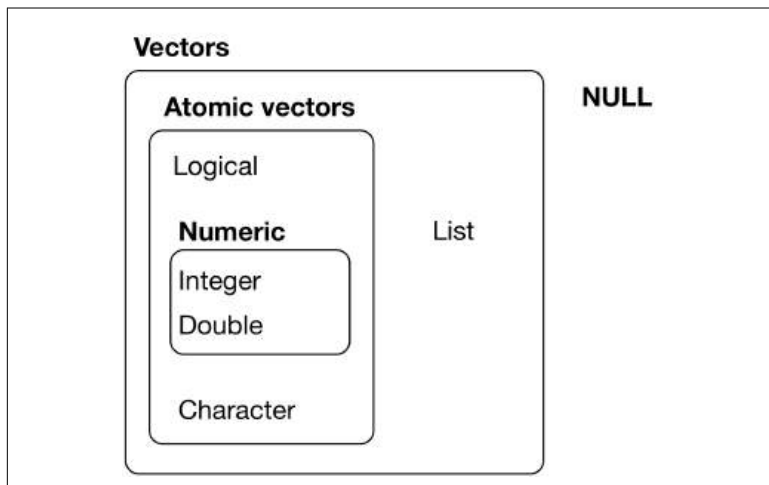 Vectors
NULL
Atomic vectors
Logical
Numeric
List
Integer
Double
Character